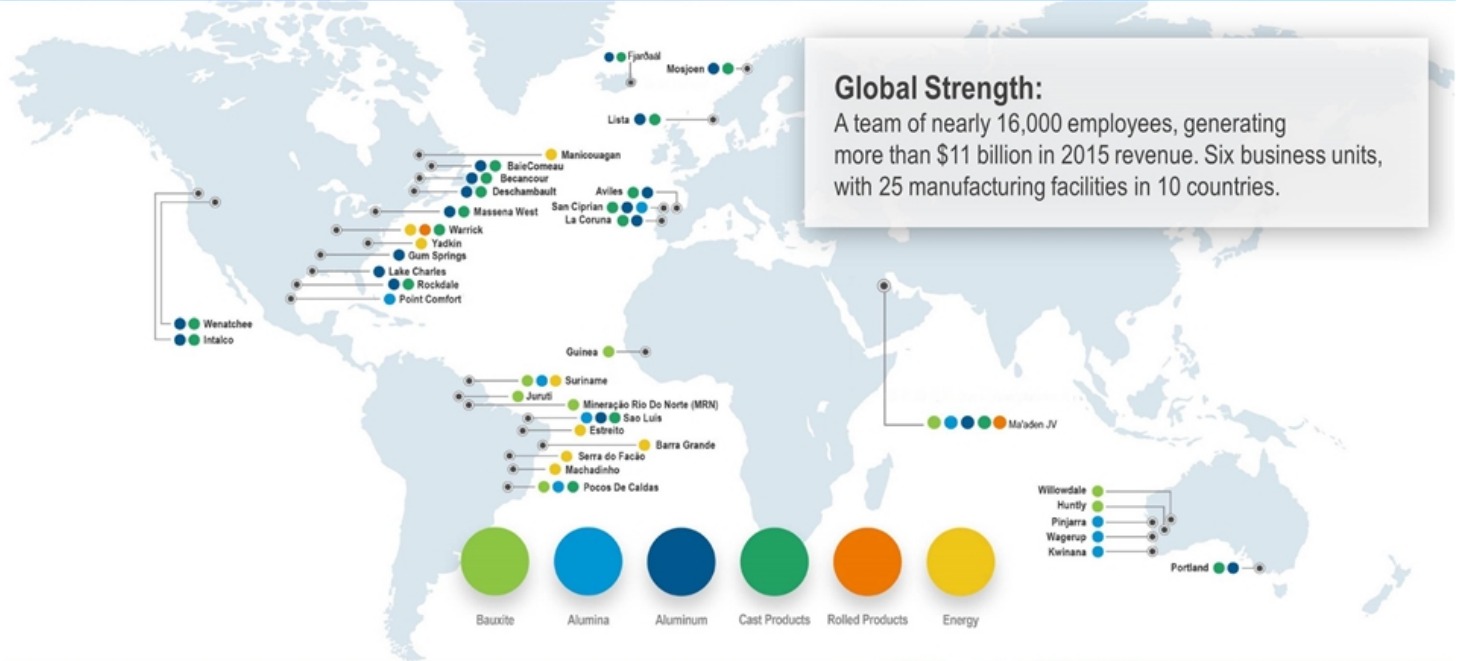 Global Strength:
A team of nearly 16,000 employees, generating
more than $11 billion in 2015 revenue. Six business units,
with 25 manufacturing facilities in 10 countries.
Fjarðaál
Mosjoen
Lista
Manicouagan
BaieComeau
Becancour
Deschambault
Massena West
Warrick
Yadkin
Gum Springs
Lake Charles
Rockdale
Point Comfort
Wenatchee
Intalco
Aviles
San Ciprian
La Coruna
Guinea
Suriname
Juruti
Mineração Rio Do Norte (MRN)
Sao Luis
Estreito
Barra Grande
Serra do Facão
Machadinho
Pocos De Caldas
Ma'aden JV
Willowdale
Huntly
Pinjarra
Wagerup
Kwinana
Portland
Bauxite
Alumina
Aluminum
Cast Products
Rolled Products
Energy